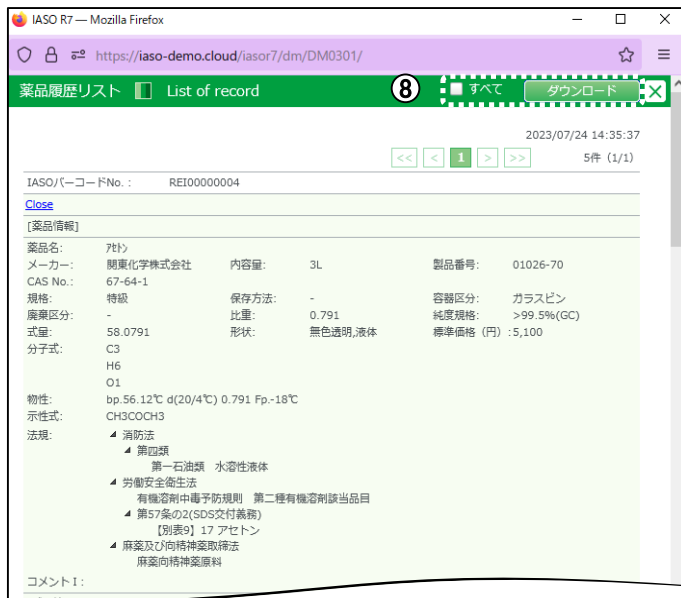 IASO R7 — Mozilla Firefox
https://iaso-demo.cloud/iasor7/dm/DM0301/
薬品履歴リスト List of record ⑧ すべて ダウンロード
2023/07/24 14:35:37
<< < 1 > >> 5件 (1/1)
IASOバーコードNo. : REI00000004
Close
[薬品情報]
薬品名: ｱｾﾄﾝ
メーカー: 関東化学株式会社 内容量: 3L 製品番号: 01026-70
CAS No.: 67-64-1
規格: 特級 保存方法: - 容器区分: ガラスビン
廃棄区分: - 比重: 0.791 純度規格: >99.5%(GC)
式量: 58.0791 形状: 無色透明,液体 標準価格（円）:5,100
分子式: C3
H6
O1
物性: bp.56.12℃ d(20/4℃) 0.791 Fp.-18℃
示性式: CH3COCH3
法規: 消防法
第四類
第一石油類 水溶性液体
労働安全衛生法
有機溶剤中毒予防規則 第二種有機溶剤該当品目
第57条の2(SDS交付義務)
【別表9】17 アセトン
麻薬及び向精神薬取締法
麻薬向精神薬原料
コメント I :